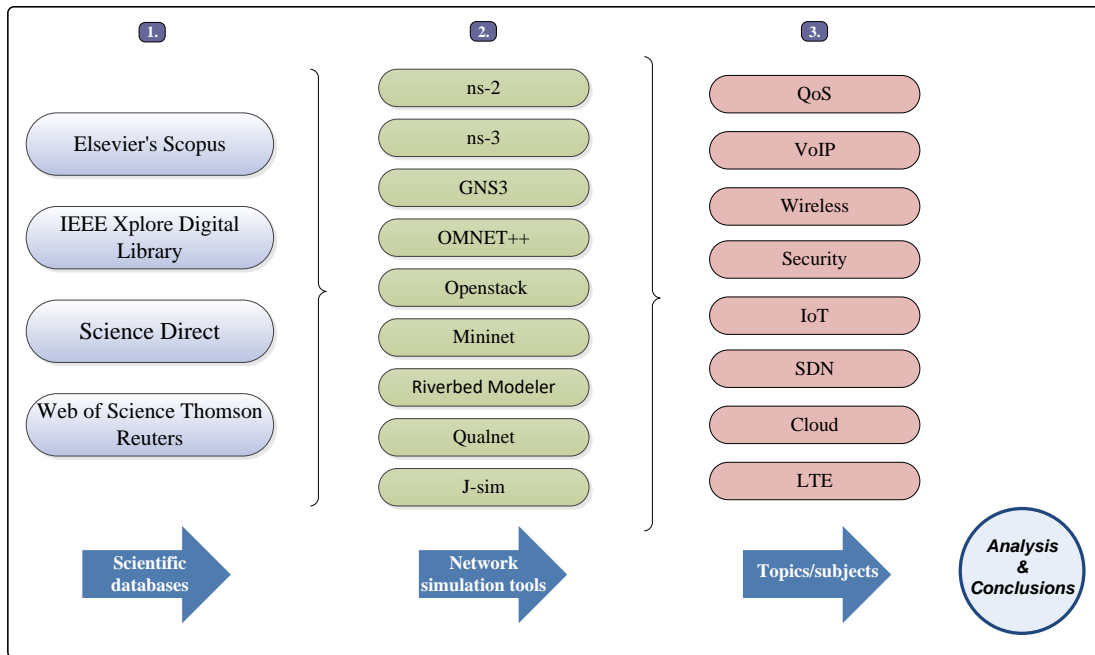 1.
Elsevier's Scopus
IEEE Xplore Digital
Library
Science Direct
Web of Science Thomson
Reuters
Scientific
databases
2.
ns-2
ns-3
GNS3
OMNET++
Openstack
Mininet
Riverbed Modeler
Qualnet
J-sim
Network
simulation tools
3.
QoS
VoIP
Wireless
Security
IoT
SDN
Cloud
LTE
Topics/subjects
Analysis
&
Conclusions